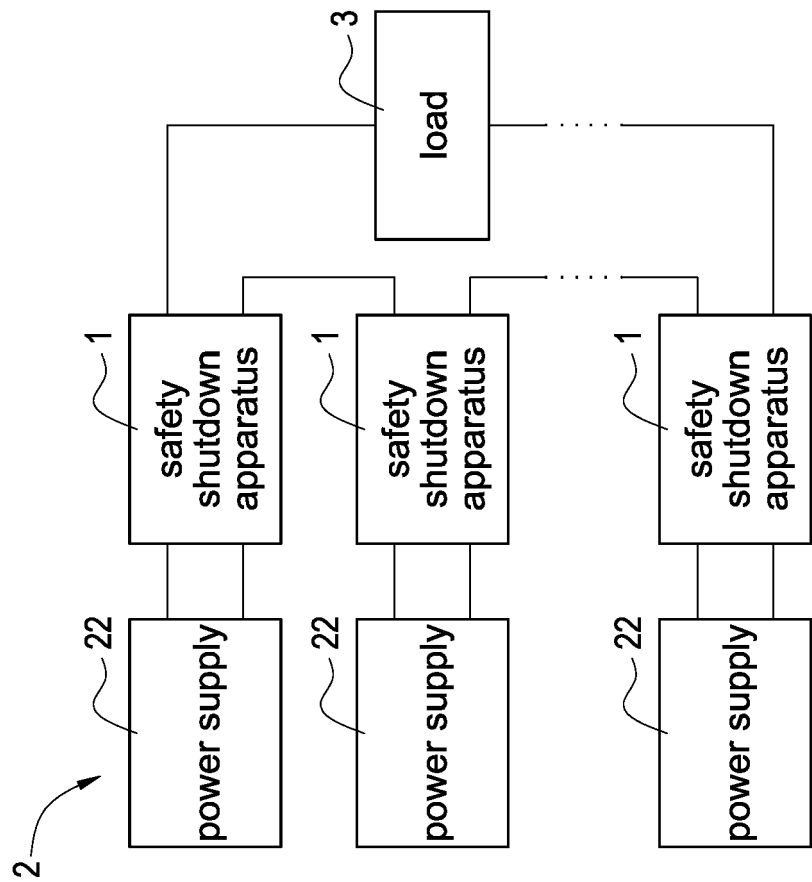 2
22
power supply
1
safety
shutdown
apparatus
22
power supply
1
safety
shutdown
apparatus
22
power supply
1
safety
shutdown
apparatus
3
load